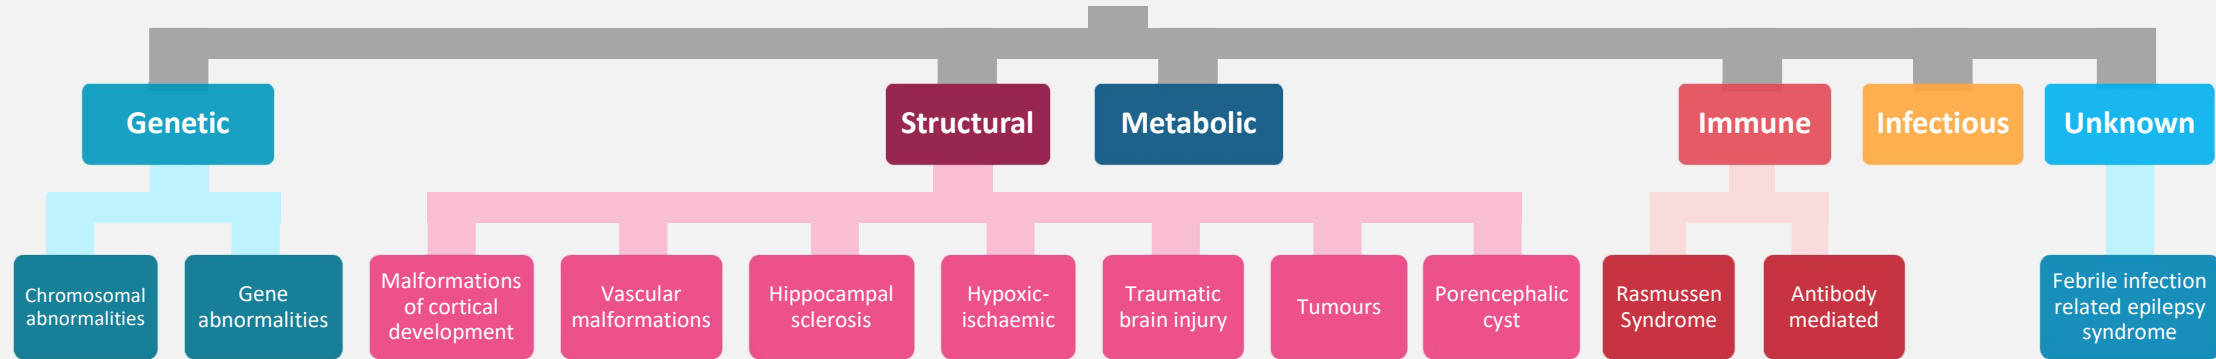 Genetic
Structural
Metabolic
Immune
Infectious
Unknown
Chromosomal
abnormalities
Gene
abnormalities
Malformations
of cortical
development
Vascular
malformations
Hippocampal
sclerosis
Hypoxic-
ischaemic
Traumatic
brain injury
Tumours
Porencephalic
cyst
Rasmussen
Syndrome
Antibody
mediated
Febrile infection
related epilepsy
syndrome